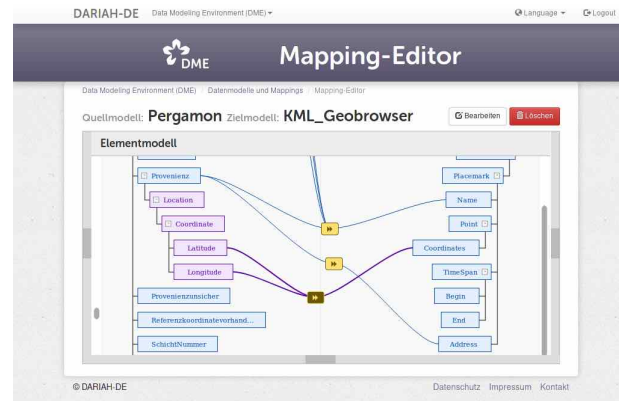 DARIAH-DE Data Modeling Environment (DME) Language Logout
DME Mapping-Editor
Data Modeling Environment (DME) / Datenmodelle und Mappings / Mapping-Editor
Quellmodell: Pergamon Zielmodell: KML_Geobrowser Bearbeiten Löschen
Elementmodell
Provenienz Placemark
Location Name
Coordinate Point
Latitude Coordinates
Longitude TimeSpan
Provenienzunsicher Begin
Referenzkoordinatevorhand... End
SchichtNummer Address
© DARIAH-DE Datenschutz Impressum Kontakt